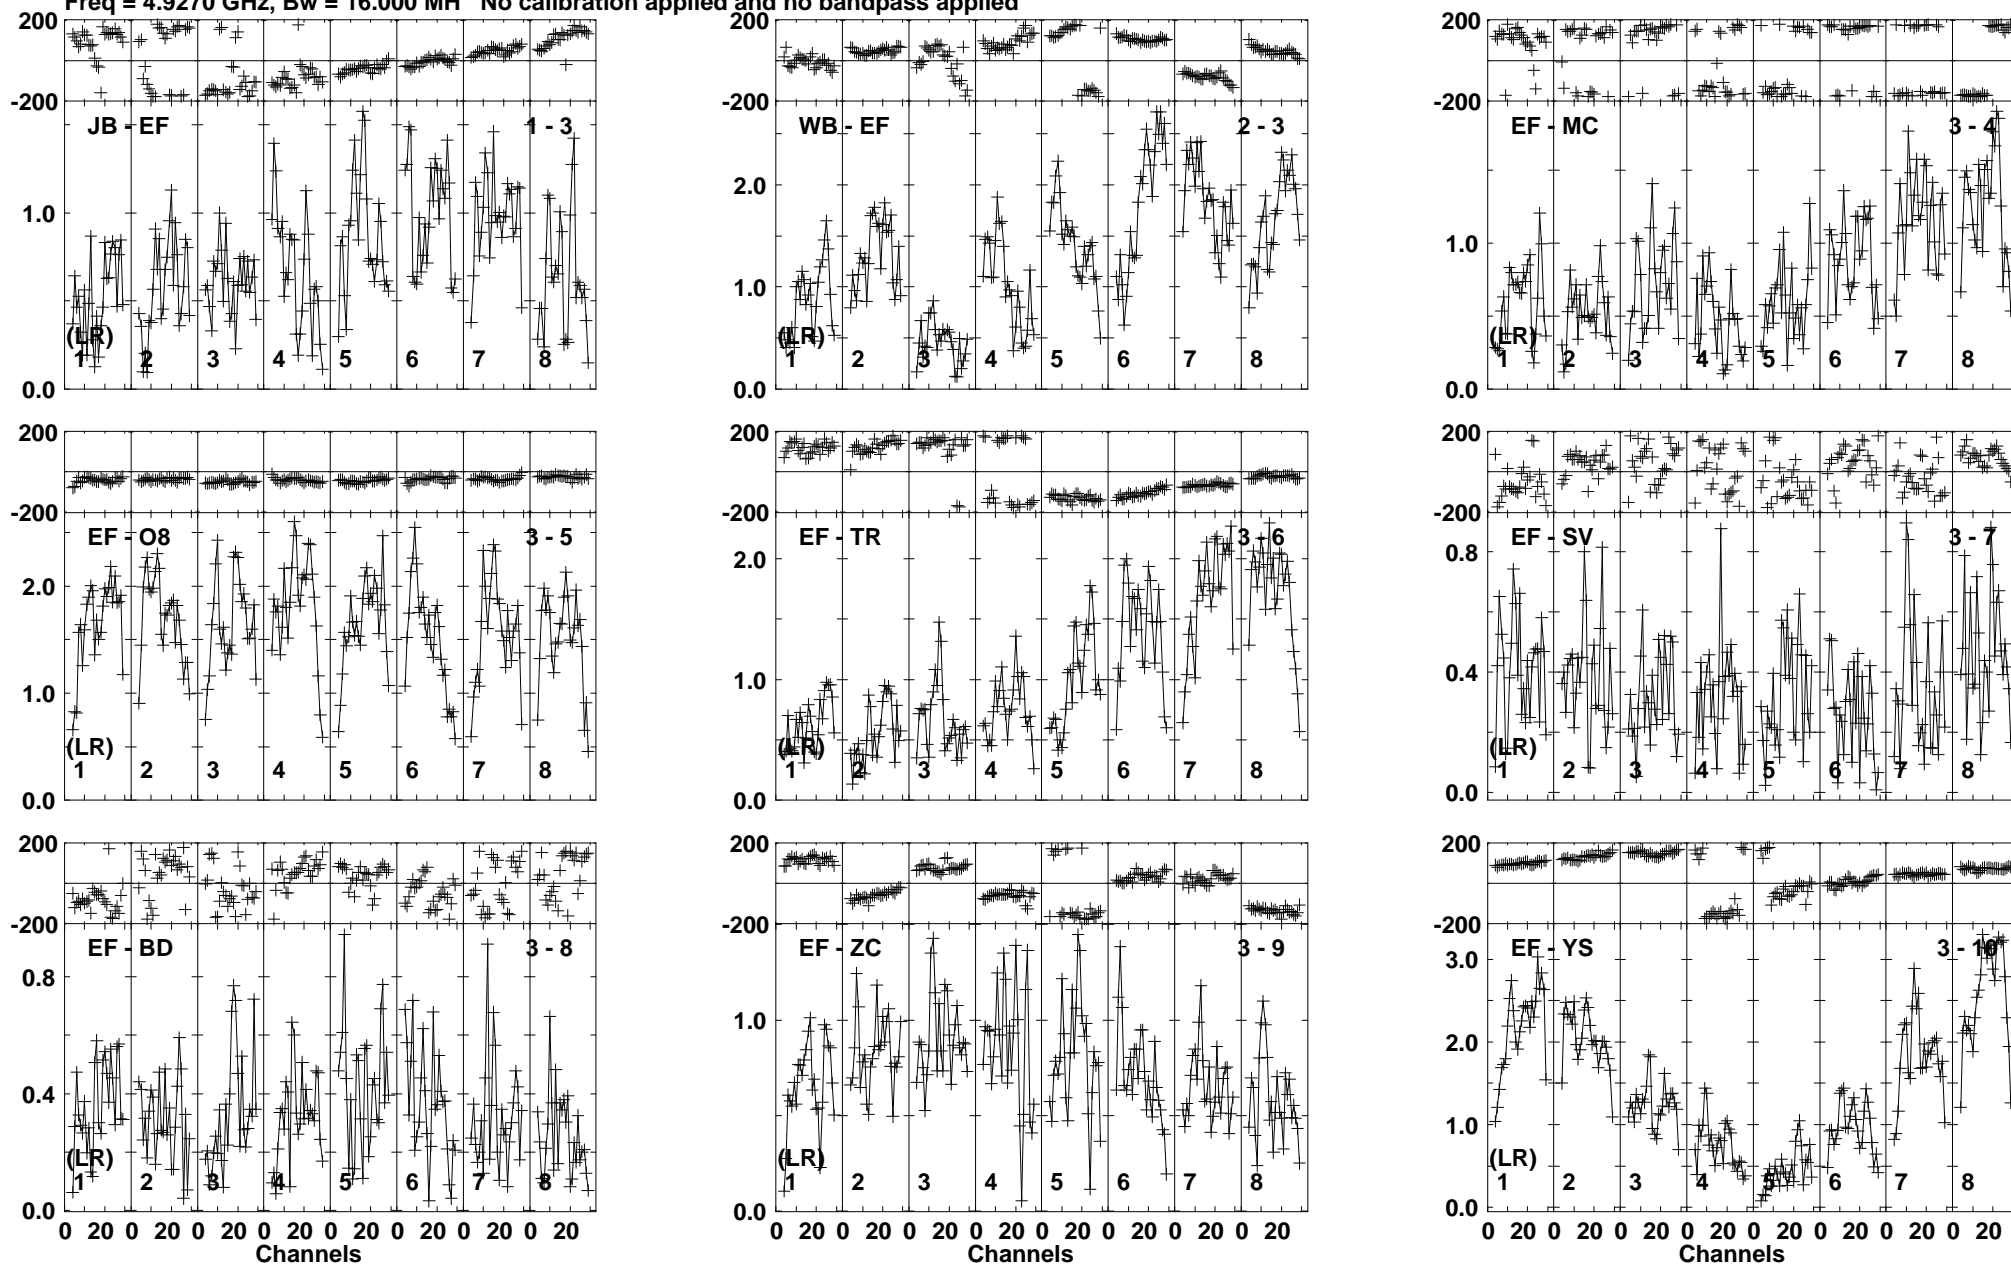 Freq = 4.9270 GHz, Bw = 16.000 MH No calibration applied and no bandpass applied
200 200 200
-200 -200 -200
JB - EF 1 - 3 WB - EF 2 - 3 EF - MC 3 - 4
2.0
1.0 1.0 1.0
(LR) (LR) (LR)
1 2 3 4 5 6 7 8 1 2 3 4 5 6 7 8 1 2 3 4 5 6 7 8
0.0 0.0 0.0
200 200 200
-200 -200 -200
EF - O8 3 - 5 EF - TR 3 - 6 EF - SV 3 - 7
2.0 2.0 0.8
1.0 1.0 0.4
(LR) (LR) (LR)
1 2 3 4 5 6 7 8 1 2 3 4 5 6 7 8 1 2 3 4 5 6 7 8
0.0 0.0 0.0
200 200 200
-200 -200 -200
EF - BD 3 - 8 EF - ZC 3 - 9 EF - YS 3 - 10
0.8 1.0 3.0
2.0
0.4 1.0
(LR) (LR) (LR)
1 2 3 4 5 6 7 8 1 2 3 4 5 6 7 8 1 2 3 4 5 6 7 8
0.0 0.0 0.0
0 20 0 20 0 20 0 20 0 20 0 20 0 20 0 20 0 20 0 20 0 20 0 20 0 20 0 20 0 20 0 20 0 20 0 20 0 20 0 20 0 20 0 20 0 20 0 20
Channels Channels Channels